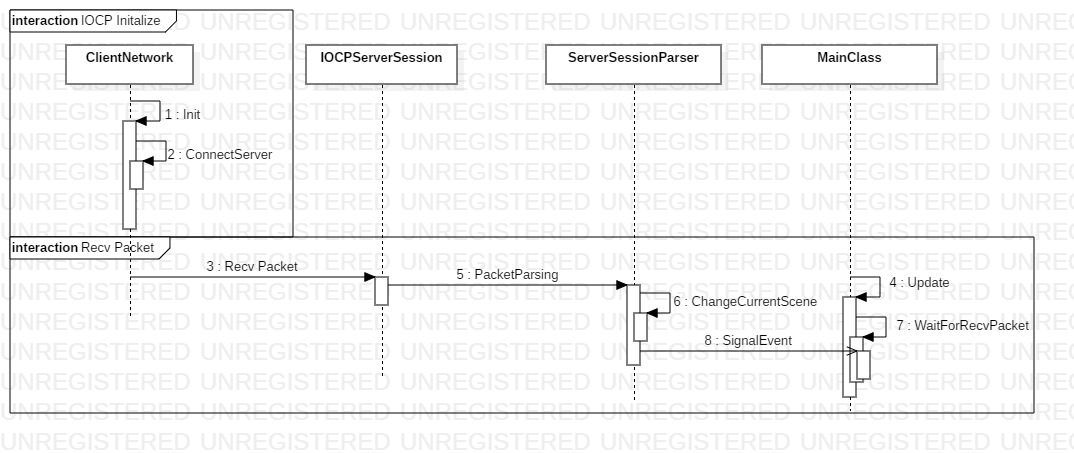 interaction IOCP Initalize
ClientNetwork
IOCPServerSession
ServerSessionParser
MainClass
1 : Init
2 : ConnectServer
interaction Recv Packet
3 : Recv Packet
5 : PacketParsing
4 : Update
6 : ChangeCurrentScene
7 : WaitForRecvPacket
8 : SignalEvent
UNREGISTERED UNREGISTERED UNREGISTERED UNREGISTERED UNREGISTERED